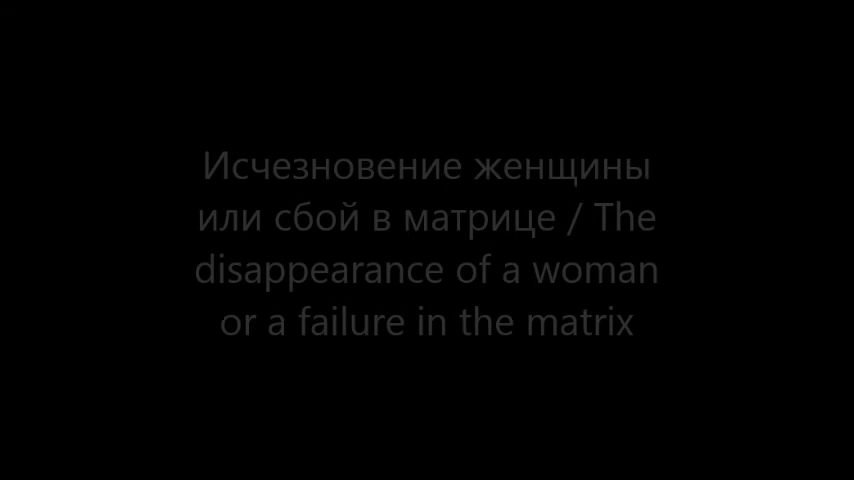 Исчезновение женщины
или сбой в матрице / The
disappearance of a woman
or a failure in the matrix